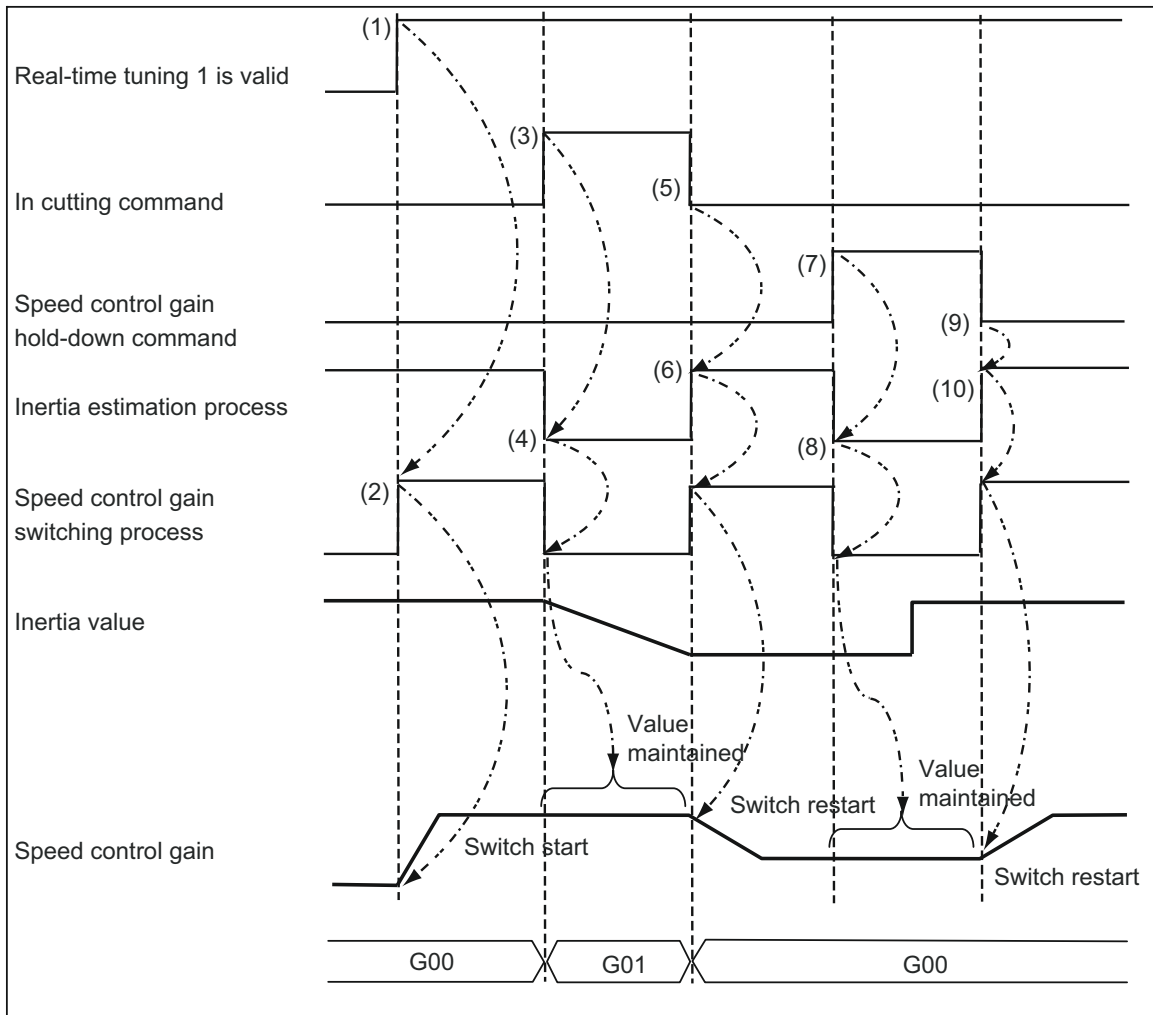 (1)
Real-time tuning 1 is valid
(3)
In cutting command
(5)
(7)
Speed control gain
hold-down command
(9)
(6)
(10)
Inertia estimation process
(4)
(8)
Speed control gain
switching process
(2)
Inertia value
Value
maintained
Value
maintained
Switch restart
Switch start
Speed control gain
Switch restart
G00
G01
G00